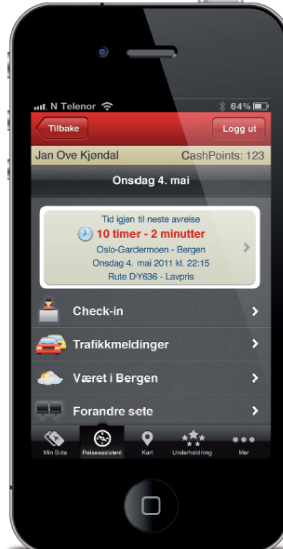 N Telenor 64%
Tilbake Logg ut
Jan Ove Kjøndal CashPoints: 123
Onsdag 4. mai
Tid igjen til neste avreise
10 timer - 2 minutter
Oslo-Gardermoen - Bergen
Onsdag 4. mai 2011 kl. 22:15
Rute DY636 - Lavpris
Check-in
Trafikkmeldinger
Været i Bergen
Forandre sete
Min Side Reiseassistent Kart Underholdning Mer